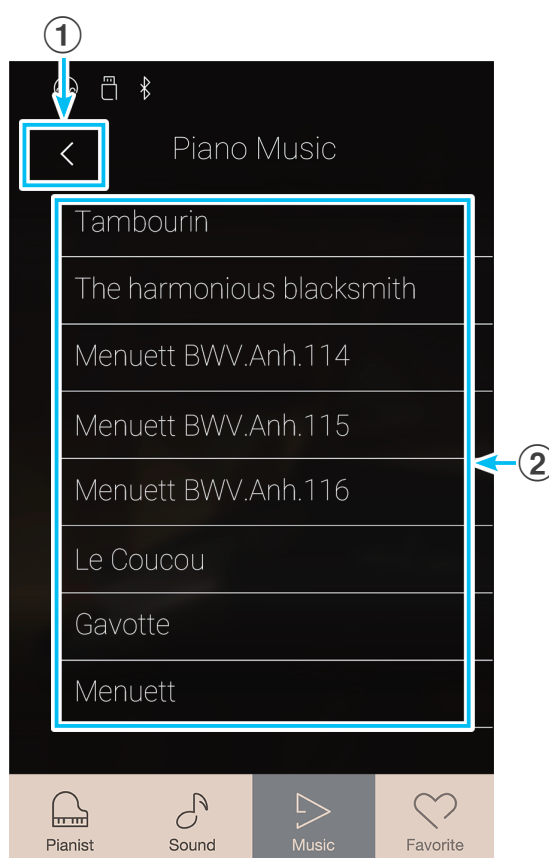 1
Piano Music
Tambourin
The harmonious blacksmith
Menuett BWV.Anh.114
Menuett BWV.Anh.115
2
Menuett BWV.Anh.116
Le Coucou
Gavotte
Menuett
Pianist Sound Music Favorite